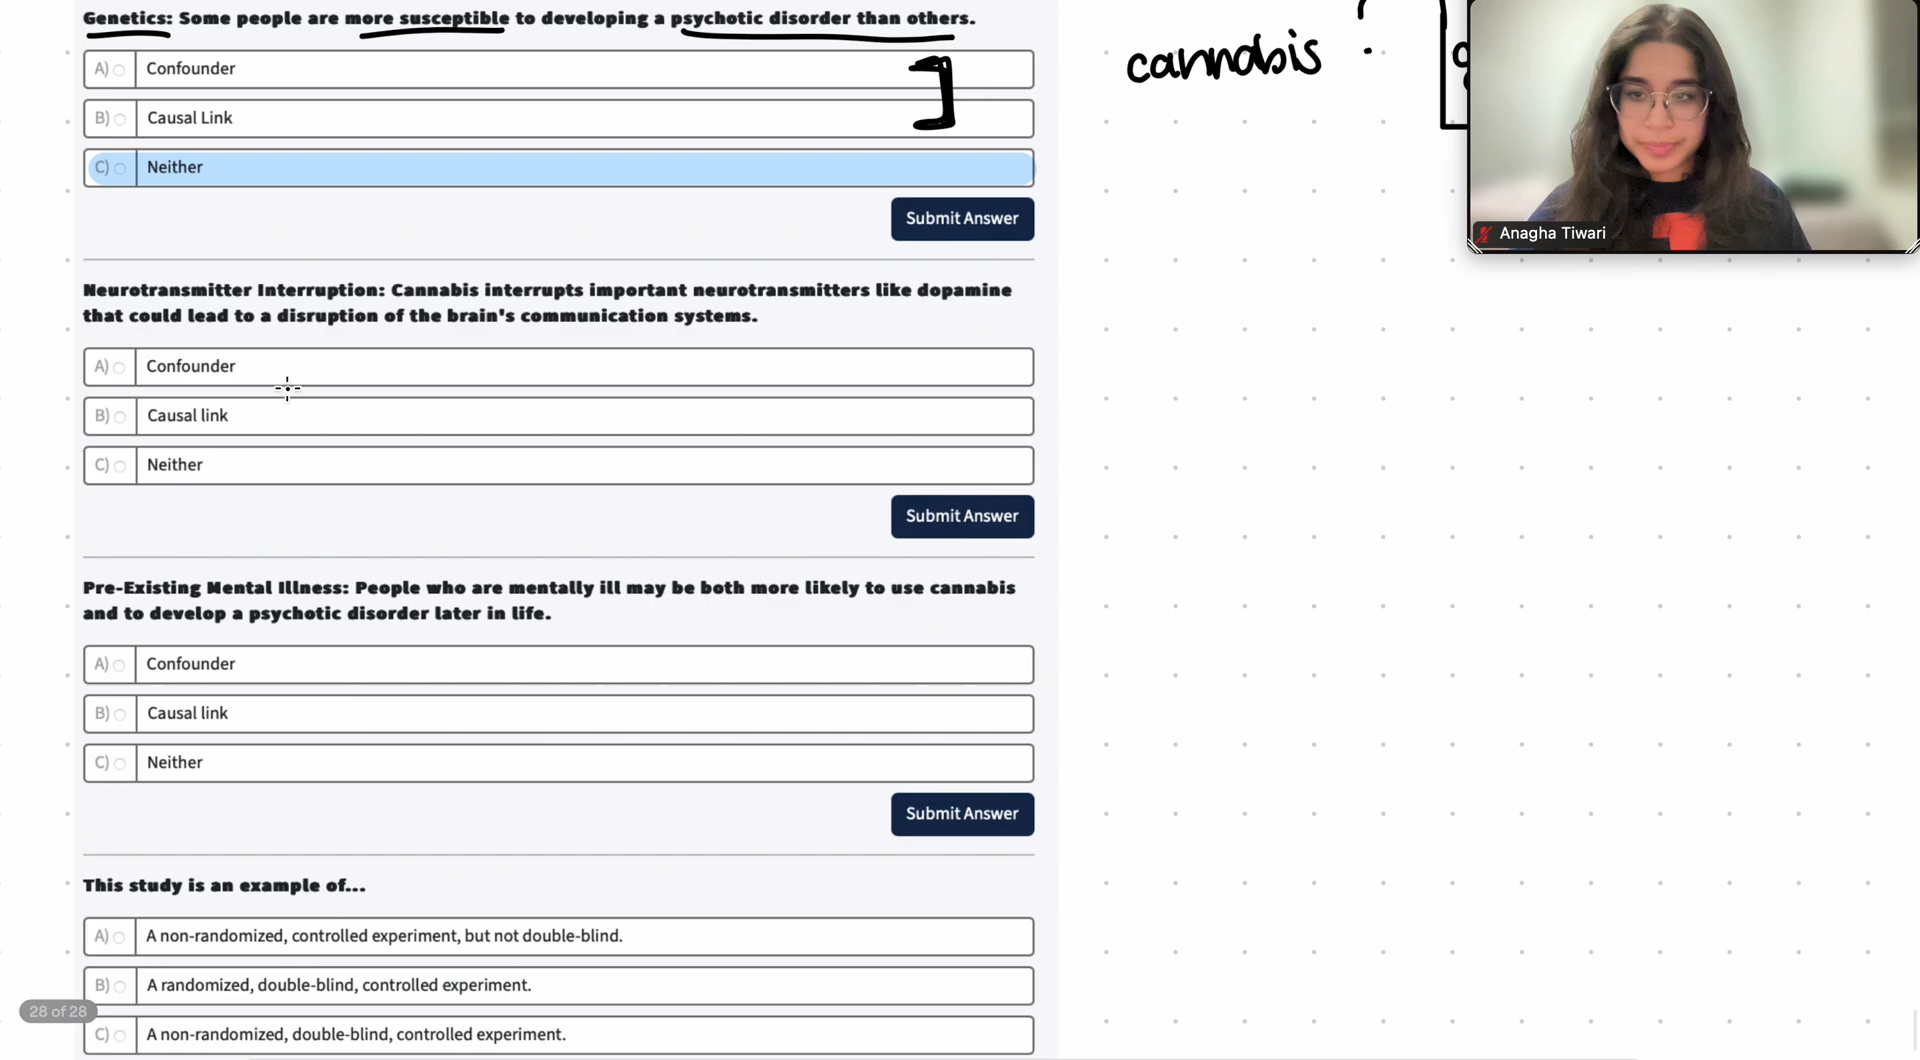 Genetics: Some people are more susceptible to developing a psychotic disorder than others.
A) Confounder
B) Causal Link
C) Neither
Submit Answer
cannabis ?
Anagha Tiwari
Neurotransmitter Interruption: Cannabis interrupts important neurotransmitters like dopamine
that could lead to a disruption of the brain's communication systems.
A) Confounder
B) Causal link
C) Neither
Submit Answer
Pre-Existing Mental Illness: People who are mentally ill may be both more likely to use cannabis
and to develop a psychotic disorder later in life.
A) Confounder
B) Causal link
C) Neither
Submit Answer
This study is an example of...
A) A non-randomized, controlled experiment, but not double-blind.
B) A randomized, double-blind, controlled experiment.
C) A non-randomized, double-blind, controlled experiment.
28 of 28